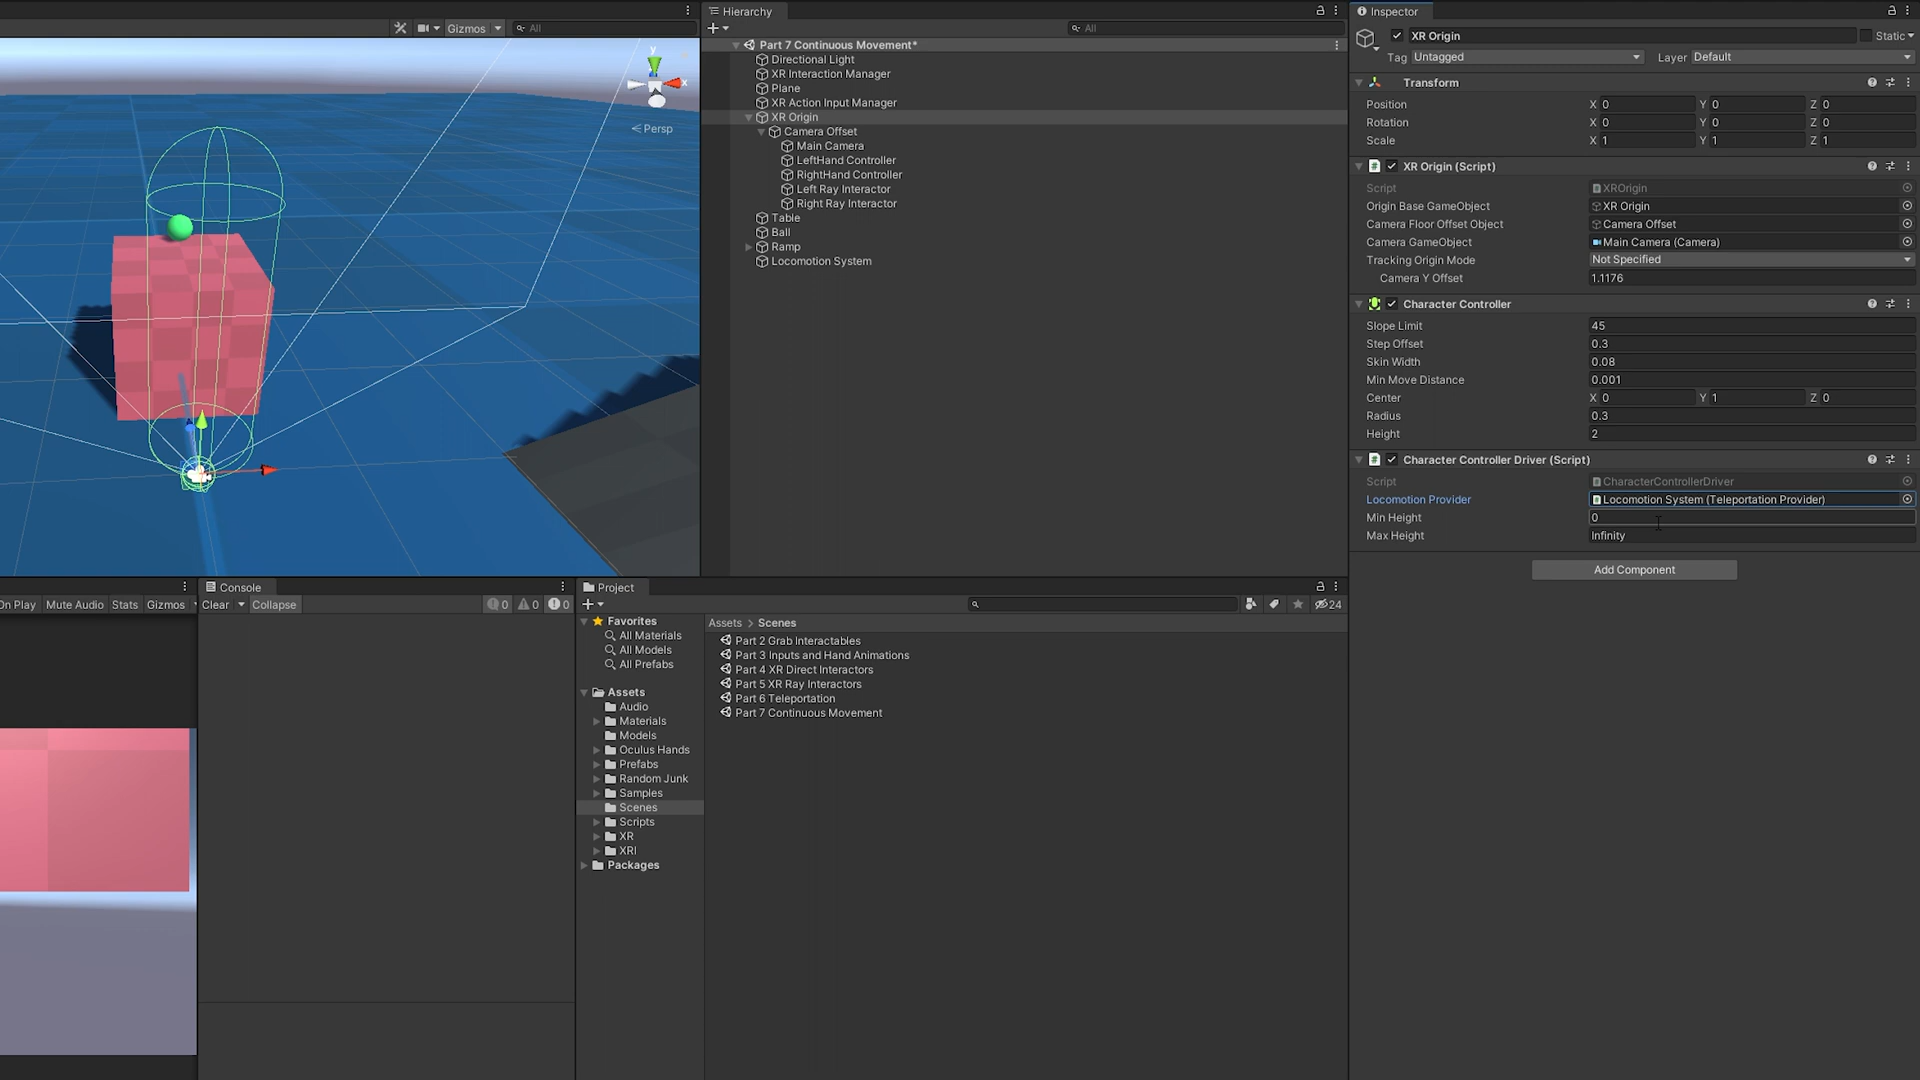 Gizmos
All
y
x
Persp
Hierarchy
All
Part 7 Continuous Movement*
Directional Light
XR Interaction Manager
Plane
XR Action Input Manager
XR Origin
Camera Offset
Main Camera
LeftHand Controller
RightHand Controller
Left Ray Interactor
Right Ray Interactor
Table
Ball
Ramp
Locomotion System
Inspector
XR Origin
Static
Tag Untagged Layer Default
Transform
Position X 0 Y 0 Z 0
Rotation X 0 Y 0 Z 0
Scale X 1 Y 1 Z 1
XR Origin (Script)
Script XROrigin
Origin Base GameObject XR Origin
Camera Floor Offset Object Camera Offset
Camera GameObject Main Camera (Camera)
Tracking Origin Mode Not Specified
Camera Y Offset 1.1176
Character Controller
Slope Limit 45
Step Offset 0.3
Skin Width 0.08
Min Move Distance 0.001
Center X 0 Y 1 Z 0
Radius 0.3
Height 2
Character Controller Driver (Script)
Script CharacterControllerDriver
Locomotion Provider Locomotion System (Teleportation Provider)
Min Height 0
Max Height Infinity
Add Component
On Play Mute Audio Stats Gizmos
Console
Clear Collapse 0 0 0
Project
24
Favorites
All Materials
All Models
All Prefabs
Assets
Audio
Materials
Models
Oculus Hands
Prefabs
Random Junk
Samples
Scenes
Scripts
XR
XRI
Packages
Assets > Scenes
Part 2 Grab Interactables
Part 3 Inputs and Hand Animations
Part 4 XR Direct Interactors
Part 5 XR Ray Interactors
Part 6 Teleportation
Part 7 Continuous Movement